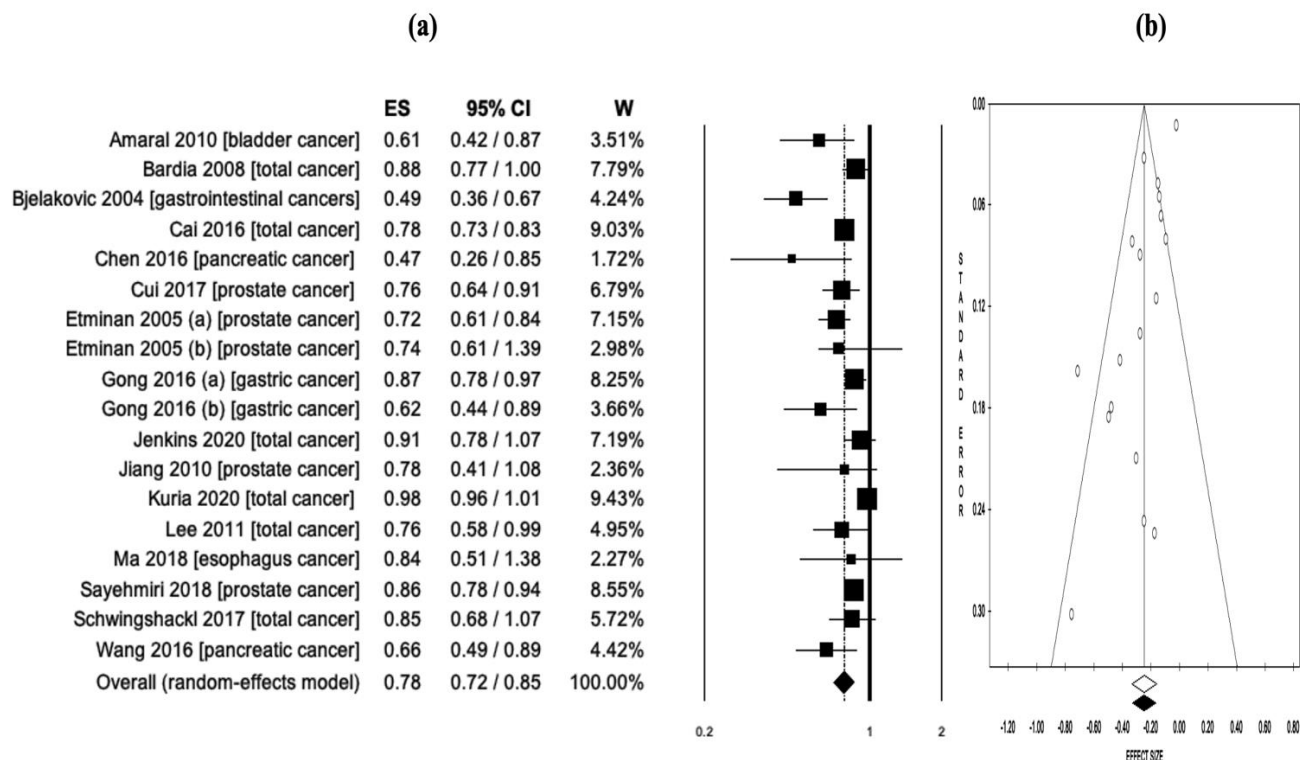 (a)
(b)
ES 95% CI W
Amaral 2010 [bladder cancer] 0.61 0.42 / 0.87 3.51%
Bardia 2008 [total cancer] 0.88 0.77 / 1.00 7.79%
Bjelakovic 2004 [gastrointestinal cancers] 0.49 0.36 / 0.67 4.24%
Cai 2016 [total cancer] 0.78 0.73 / 0.83 9.03%
Chen 2016 [pancreatic cancer] 0.47 0.26 / 0.85 1.72%
Cui 2017 [prostate cancer] 0.76 0.64 / 0.91 6.79%
Etminan 2005 (a) [prostate cancer] 0.72 0.61 / 0.84 7.15%
Etminan 2005 (b) [prostate cancer] 0.74 0.61 / 1.39 2.98%
Gong 2016 (a) [gastric cancer] 0.87 0.78 / 0.97 8.25%
Gong 2016 (b) [gastric cancer] 0.62 0.44 / 0.89 3.66%
Jenkins 2020 [total cancer] 0.91 0.78 / 1.07 7.19%
Jiang 2010 [prostate cancer] 0.78 0.41 / 1.08 2.36%
Kuria 2020 [total cancer] 0.98 0.96 / 1.01 9.43%
Lee 2011 [total cancer] 0.76 0.58 / 0.99 4.95%
Ma 2018 [esophagus cancer] 0.84 0.51 / 1.38 2.27%
Sayehmiri 2018 [prostate cancer] 0.86 0.78 / 0.94 8.55%
Schwingshackl 2017 [total cancer] 0.85 0.68 / 1.07 5.72%
Wang 2016 [pancreatic cancer] 0.66 0.49 / 0.89 4.42%
Overall (random-effects model) 0.78 0.72 / 0.85 100.00%
0.2 1 2
STANDARD ERROR
0.00
0.06
0.12
0.18
0.24
0.30
-1.20 -1.00 -0.80 -0.60 -0.40 -0.20 0.00 0.20 0.40 0.60 0.80
EFFECT SIZE